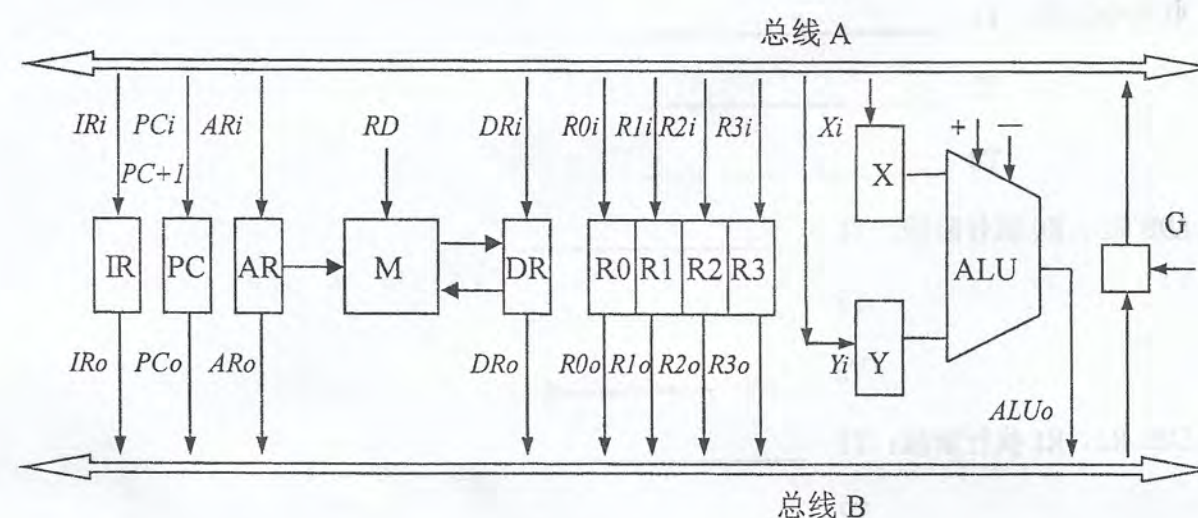 总线 A
IRi PCi ARi RD DRi R0i R1i R2i R3i Xi + —
PC+1
X
G
IR PC AR M DR R0 R1 R2 R3 ALU
IRo PCo ARo DRo R0o R1o R2o R3o Yi Y
ALUo
总线 B